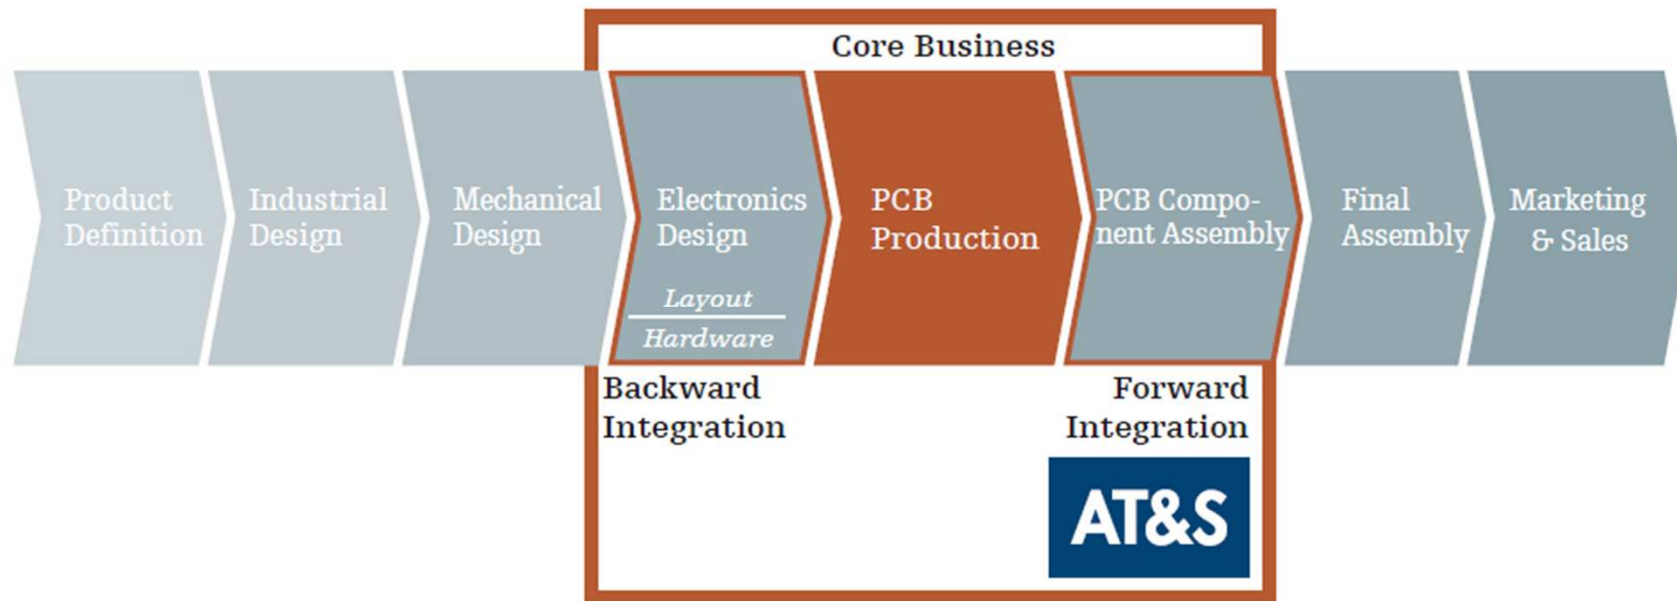 Core Business
Product
Definition
Industrial
Design
Mechanical
Design
Electronics
Design
Layout
Hardware
PCB
Production
PCB Compo-
nent Assembly
Final
Assembly
Marketing
& Sales
Backward
Integration
Forward
Integration
AT&S